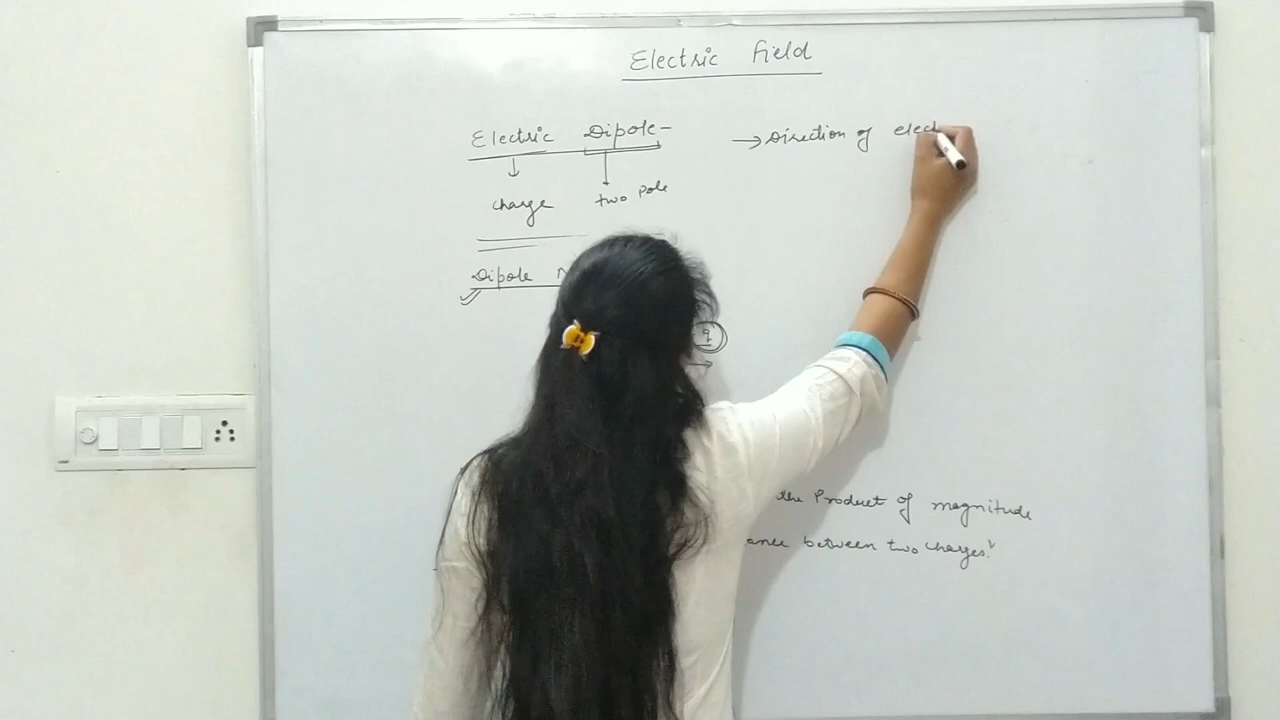 Electric Field
Electric Dipole-
→ Direction of elect
charge two pole
Dipole
q
the Product of magnitude
ance between two charges."